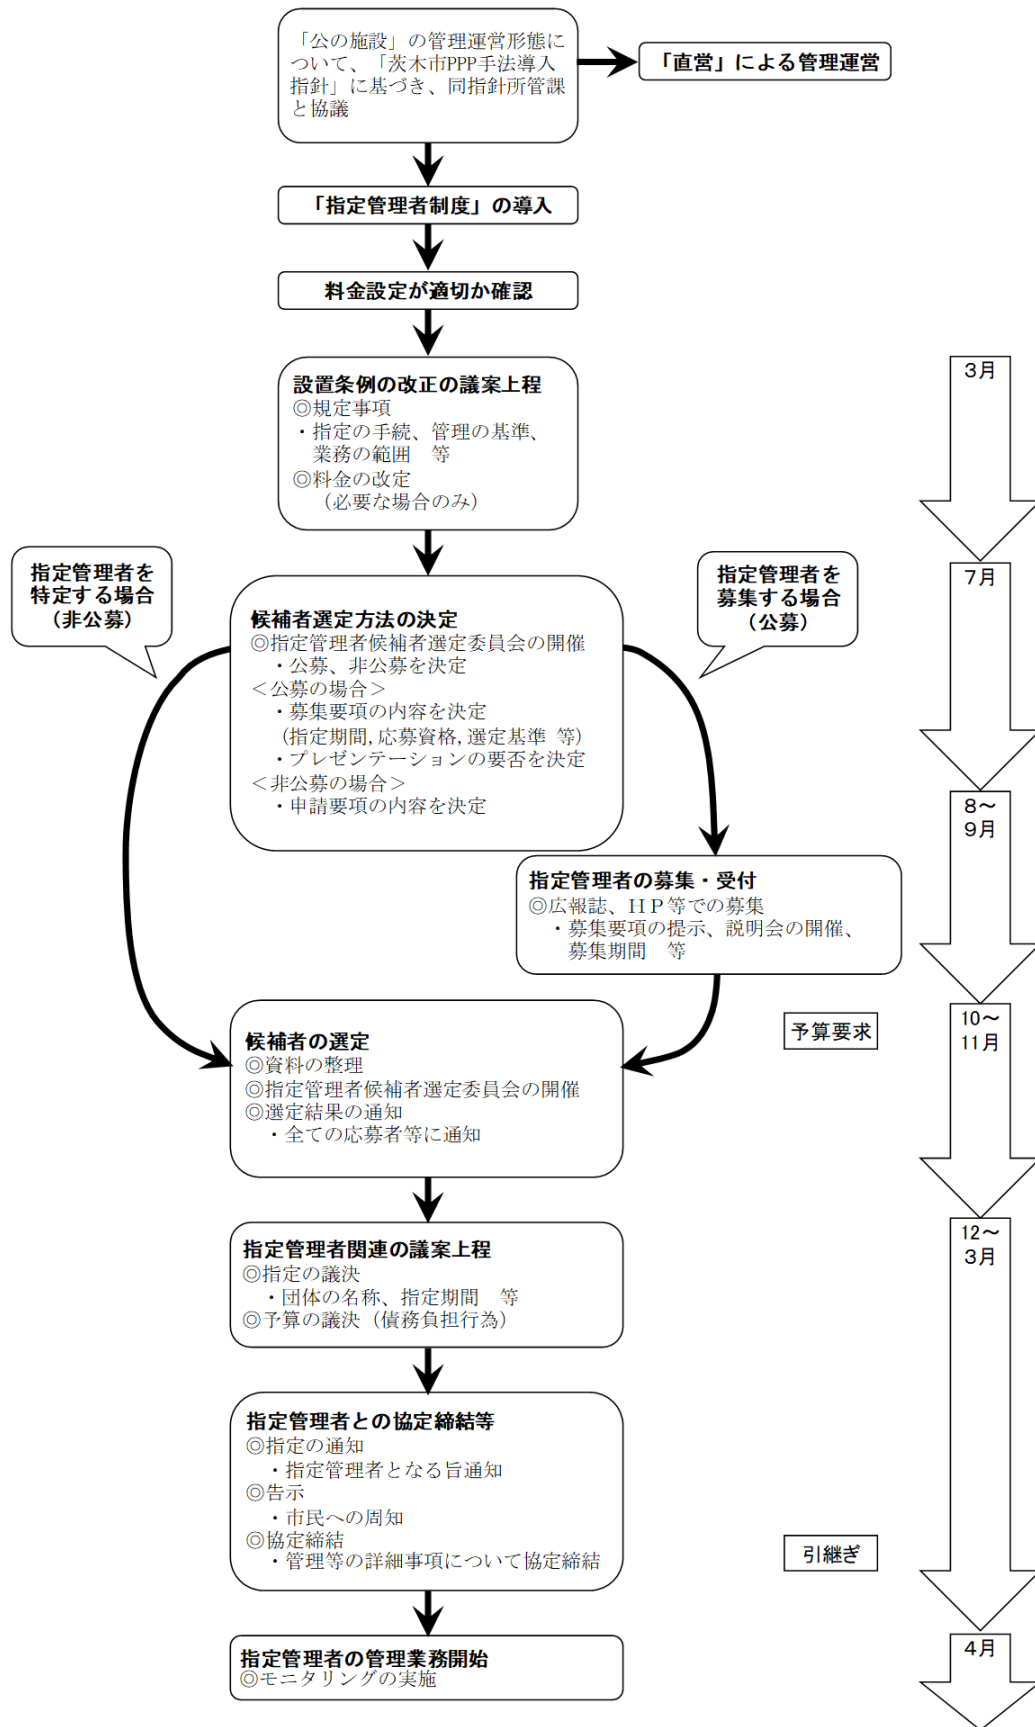 「公の施設」の管理運営形態に
ついて、「茨木市PPP手法導入
指針」に基づき、同指針所管課
と協議
「直営」による管理運営
「指定管理者制度」の導入
料金設定が適切か確認
設置条例の改正の議案上程
◎規定事項
・指定の手続、管理の基準、
業務の範囲　等
◎料金の改定
（必要な場合のみ）
3月
指定管理者を
特定する場合
（非公募）
指定管理者を
募集する場合
（公募）
7月
候補者選定方法の決定
◎指定管理者候補者選定委員会の開催
・公募、非公募を決定
＜公募の場合＞
・募集要項の内容を決定
（指定期間,応募資格,選定基準 等）
・プレゼンテーションの要否を決定
＜非公募の場合＞
・申請要項の内容を決定
8～
9月
指定管理者の募集・受付
◎広報誌、ＨＰ等での募集
・募集要項の提示、説明会の開催、
募集期間　等
予算要求
10～
11月
候補者の選定
◎資料の整理
◎指定管理者候補者選定委員会の開催
◎選定結果の通知
・全ての応募者等に通知
12～
3月
指定管理者関連の議案上程
◎指定の議決
・団体の名称、指定期間　等
◎予算の議決（債務負担行為）
指定管理者との協定締結等
◎指定の通知
・指定管理者となる旨通知
◎告示
・市民への周知
◎協定締結
・管理等の詳細事項について協定締結
引継ぎ
4月
指定管理者の管理業務開始
◎モニタリングの実施